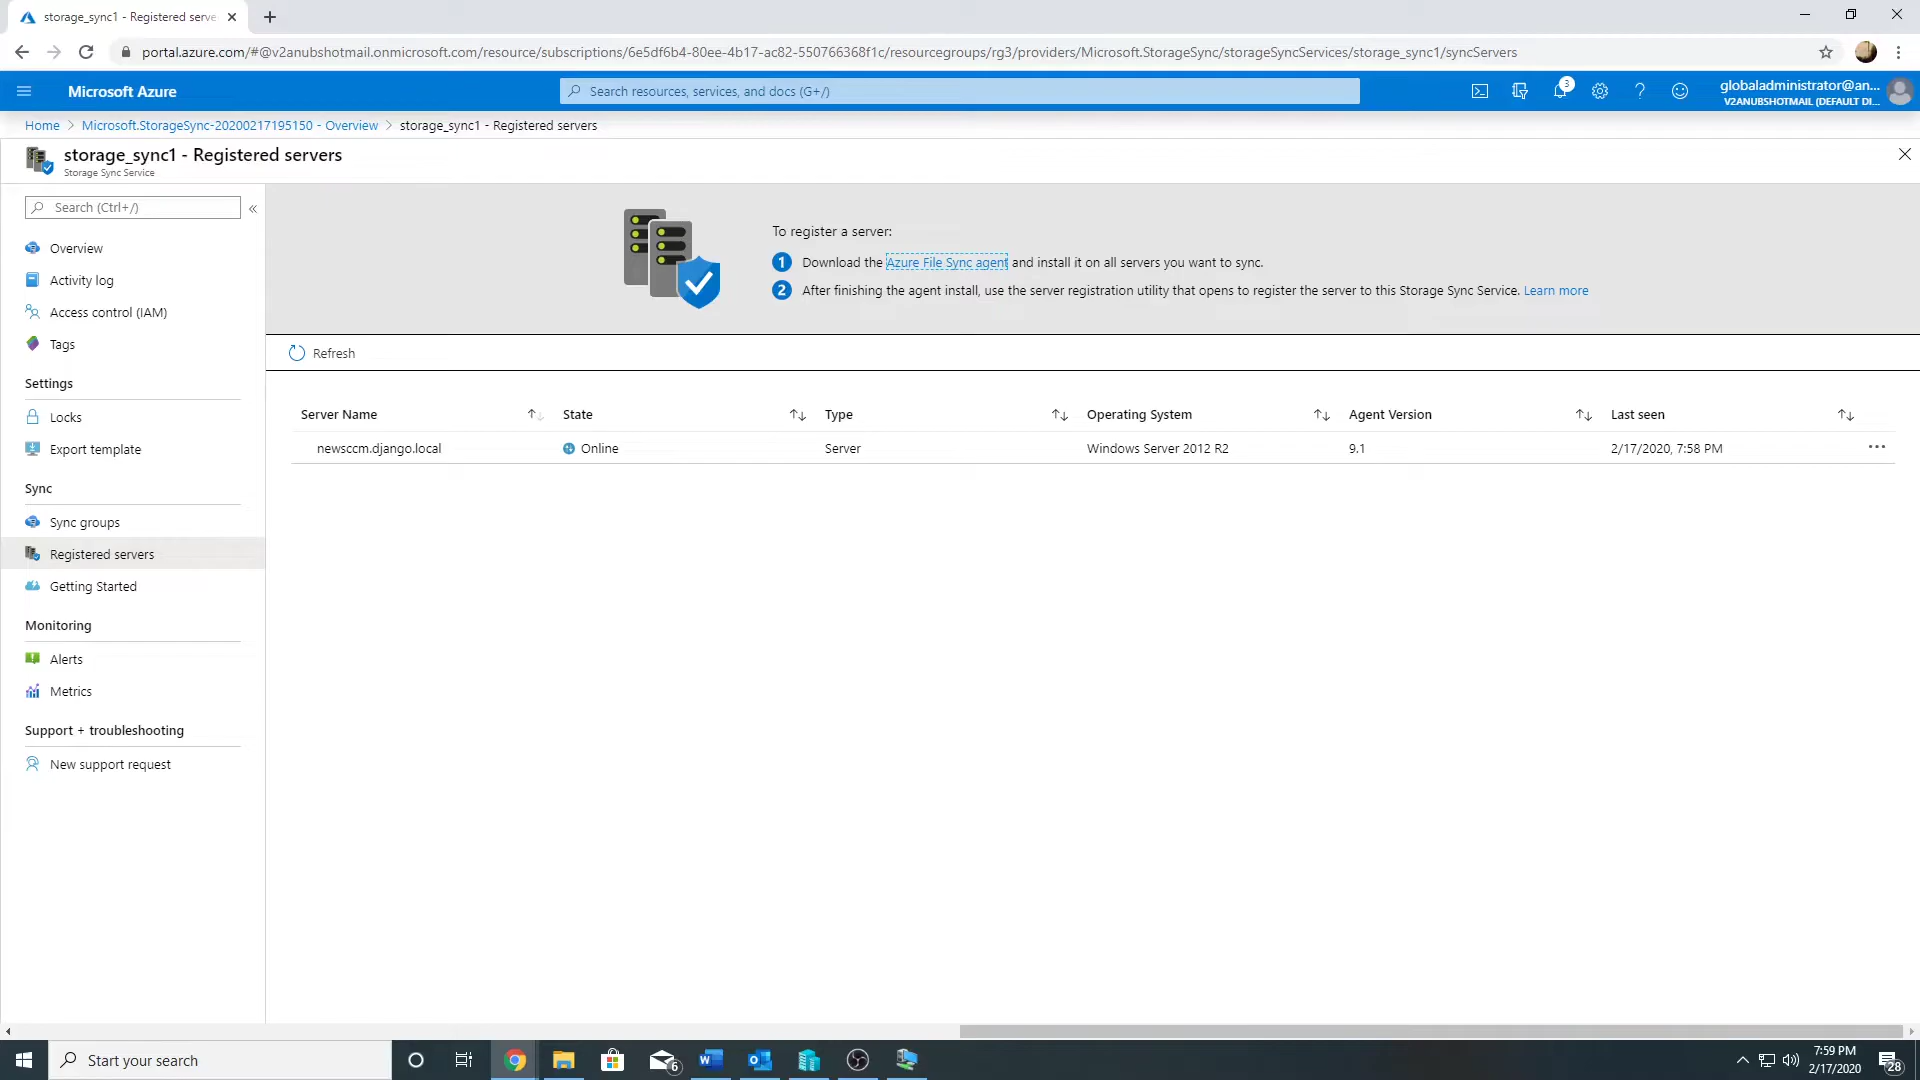 storage_sync1 - Registered serve
portal.azure.com/#@v2anubshotmail.onmicrosoft.com/resource/subscriptions/6e5df6b4-80ee-4b17-ac82-550766368f1c/resourcegroups/rg3/providers/Microsoft.StorageSync/storageSyncServices/storage_sync1/syncServers
Microsoft Azure
Search resources, services, and docs (G+/)
3
globaladministrator@an...
V2ANUBSHOTMAIL (DEFAULT DI...
Home > Microsoft.StorageSync-20200217195150 - Overview > storage_sync1 - Registered servers
storage_sync1 - Registered servers
Storage Sync Service
Search (Ctrl+/)
«
Overview
Activity log
Access control (IAM)
Tags
Settings
Locks
Export template
Sync
Sync groups
Registered servers
Getting Started
Monitoring
Alerts
Metrics
Support + troubleshooting
New support request
To register a server:
1 Download the Azure File Sync agent and install it on all servers you want to sync.
2 After finishing the agent install, use the server registration utility that opens to register the server to this Storage Sync Service. Learn more
Refresh
Server Name State Type Operating System Agent Version Last seen
newsccm.django.local Online Server Windows Server 2012 R2 9.1 2/17/2020, 7:58 PM
Start your search
6
7:59 PM
2/17/2020
28